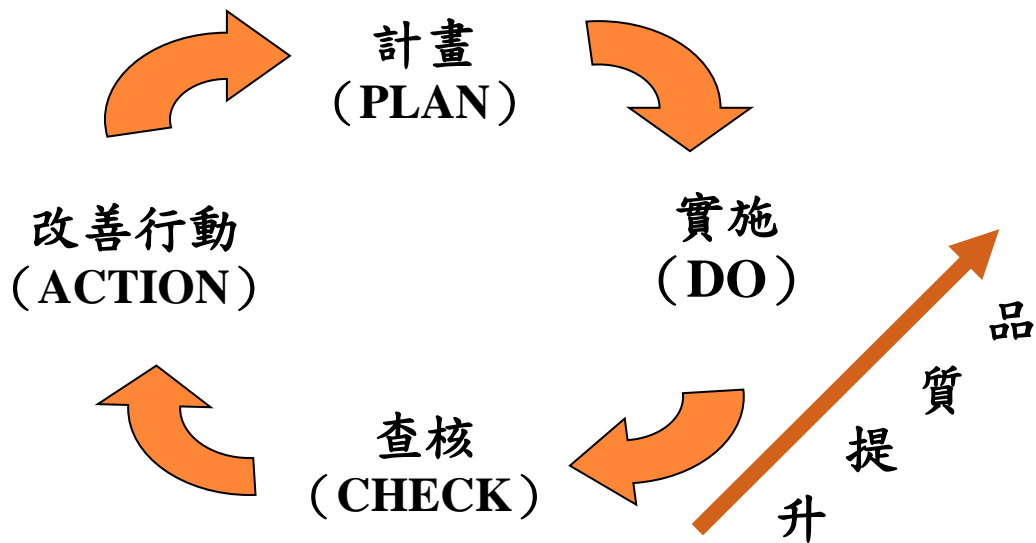 計畫
（PLAN）
改善行動
（ACTION）
實施
（DO）
查核
（CHECK）
品質提升